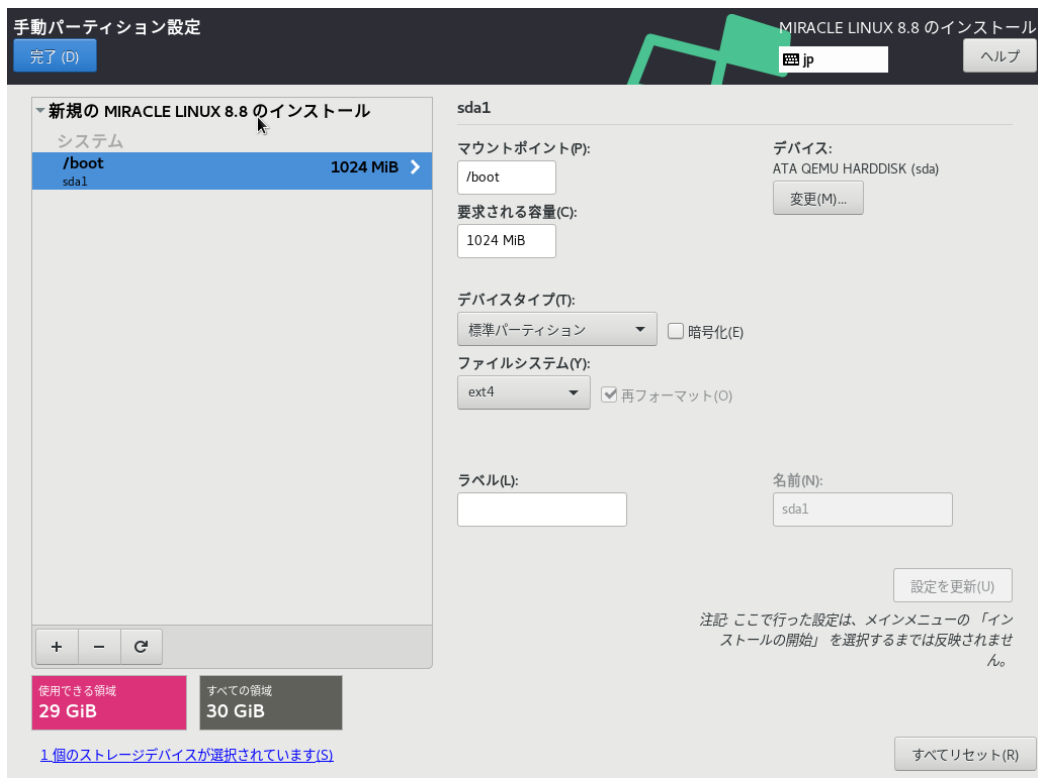 手動パーティション設定
MIRACLE LINUX 8.8 のインストール
完了 (D)
jp
ヘルプ
新規の MIRACLE LINUX 8.8 のインストール
システム
/boot
1024 MiB
sda1
sda1
マウントポイント(P):
/boot
デバイス:
ATA QEMU HARDDISK (sda)
変更(M)...
要求される容量(C):
1024 MiB
デバイスタイプ(T):
標準パーティション
暗号化(E)
ファイルシステム(Y):
ext4
再フォーマット(O)
ラベル(L):
名前(N):
sda1
設定を更新(U)
注記: ここで行った設定は、メインメニューの 「イン
ストールの開始」 を選択するまでは反映されませ
ん。
+ −
使用できる領域
29 GiB
すべての領域
30 GiB
1 個のストレージデバイスが選択されています(S)
すべてリセット(R)